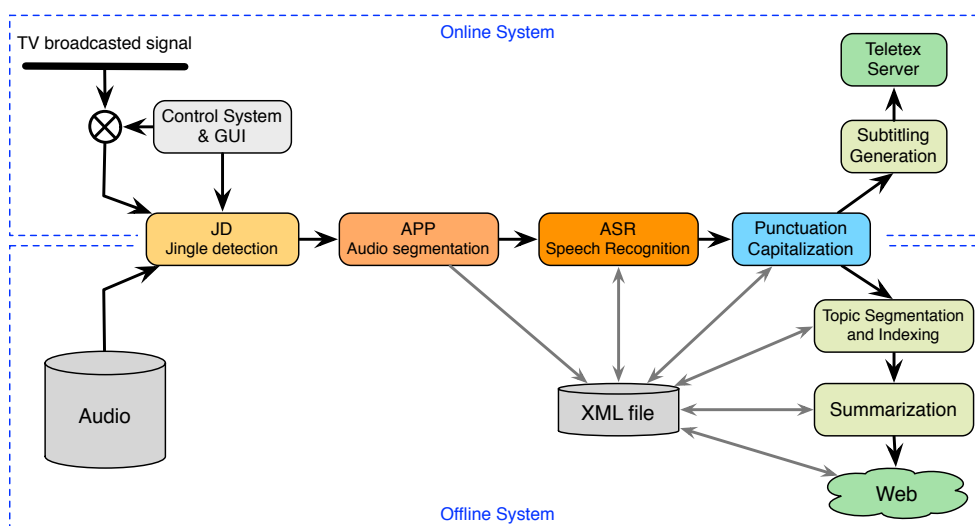 Online System
TV broadcasted signal
Teletex
Server
Control System
& GUI
Subtitling
Generation
JD
Jingle detection
APP
Audio segmentation
ASR
Speech Recognition
Punctuation
Capitalization
Topic Segmentation
and Indexing
Audio
XML file
Summarization
Web
Offline System